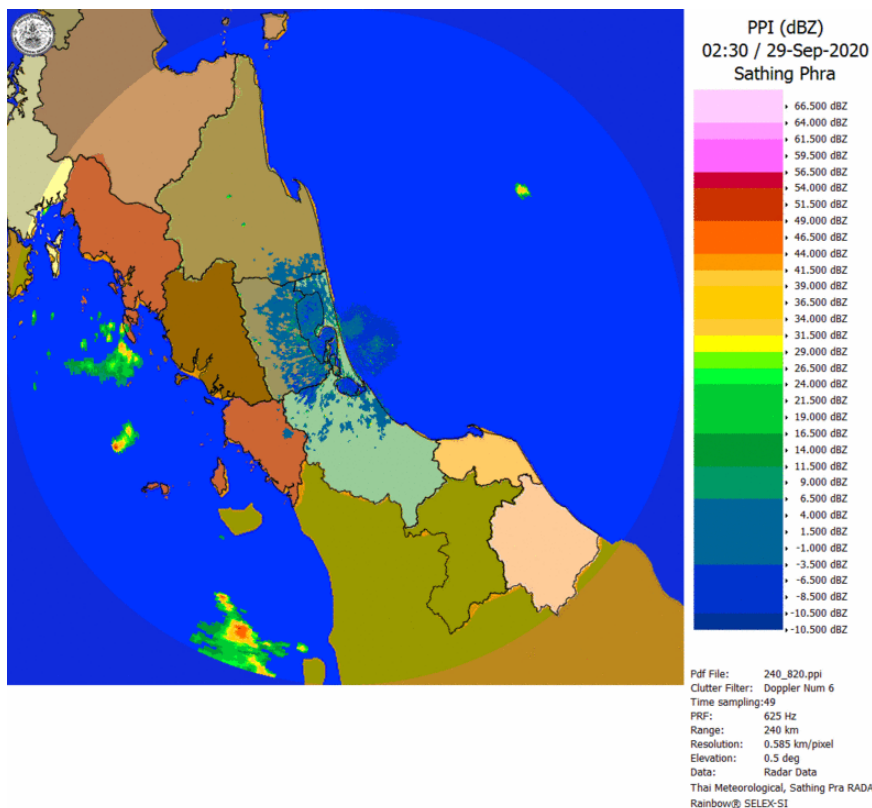 PPI (dBZ)
02:30 / 29-Sep-2020
Sathing Phra
66.500 dBZ
64.000 dBZ
61.500 dBZ
59.500 dBZ
56.500 dBZ
54.000 dBZ
51.500 dBZ
49.000 dBZ
46.500 dBZ
44.000 dBZ
41.500 dBZ
39.000 dBZ
36.500 dBZ
34.000 dBZ
31.500 dBZ
29.000 dBZ
26.500 dBZ
24.000 dBZ
21.500 dBZ
19.000 dBZ
16.500 dBZ
14.000 dBZ
11.500 dBZ
9.000 dBZ
6.500 dBZ
4.000 dBZ
1.500 dBZ
-1.000 dBZ
-3.500 dBZ
-6.500 dBZ
-8.500 dBZ
-10.500 dBZ
-10.500 dBZ
Pdf File: 240_820.ppi
Clutter Filter: Doppler Num 6
Time sampling:49
PRF: 625 Hz
Range: 240 km
Resolution: 0.585 km/pixel
Elevation: 0.5 deg
Data: Radar Data
Thai Meteorological, Sathing Pra RADA
Rainbow® SELEX-SI